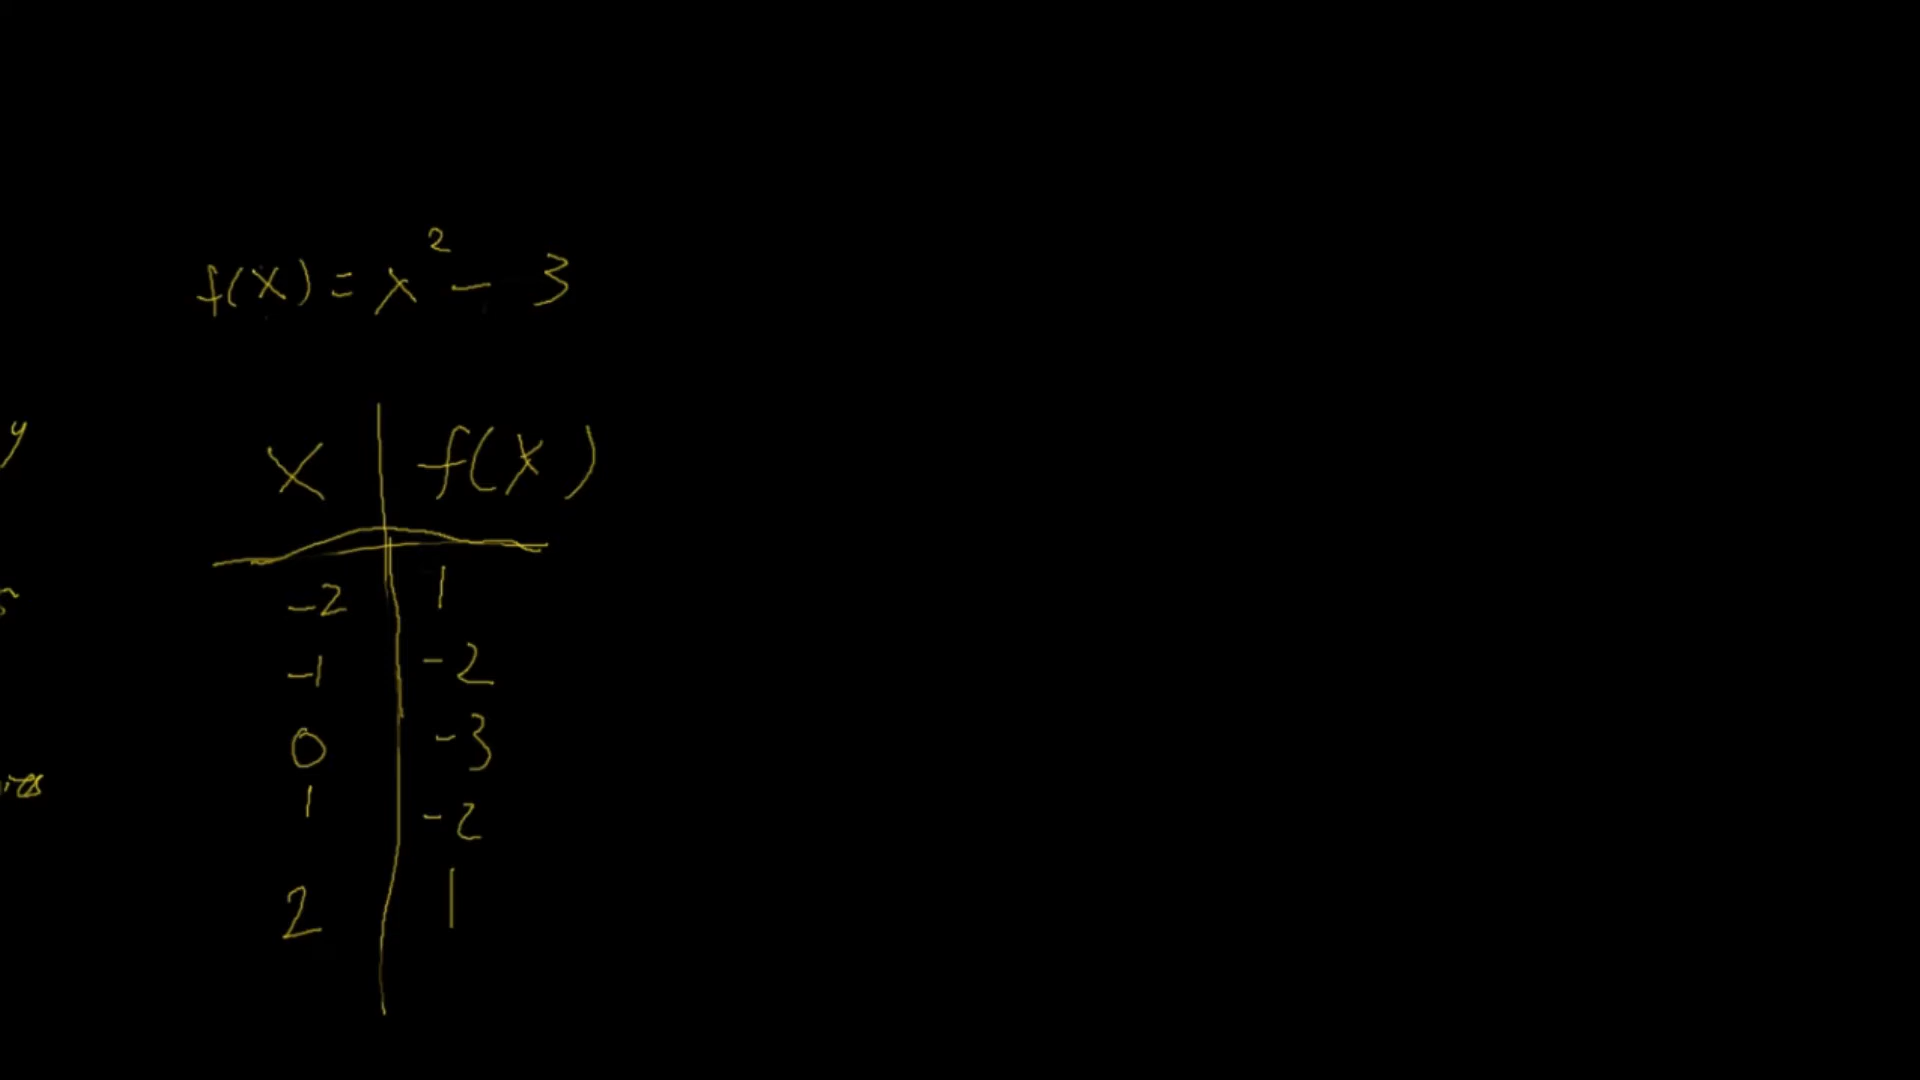 f(x) = x² - 3
y
x f(x)
-2 1
-1 -2
0 -3
1 -2
2 1